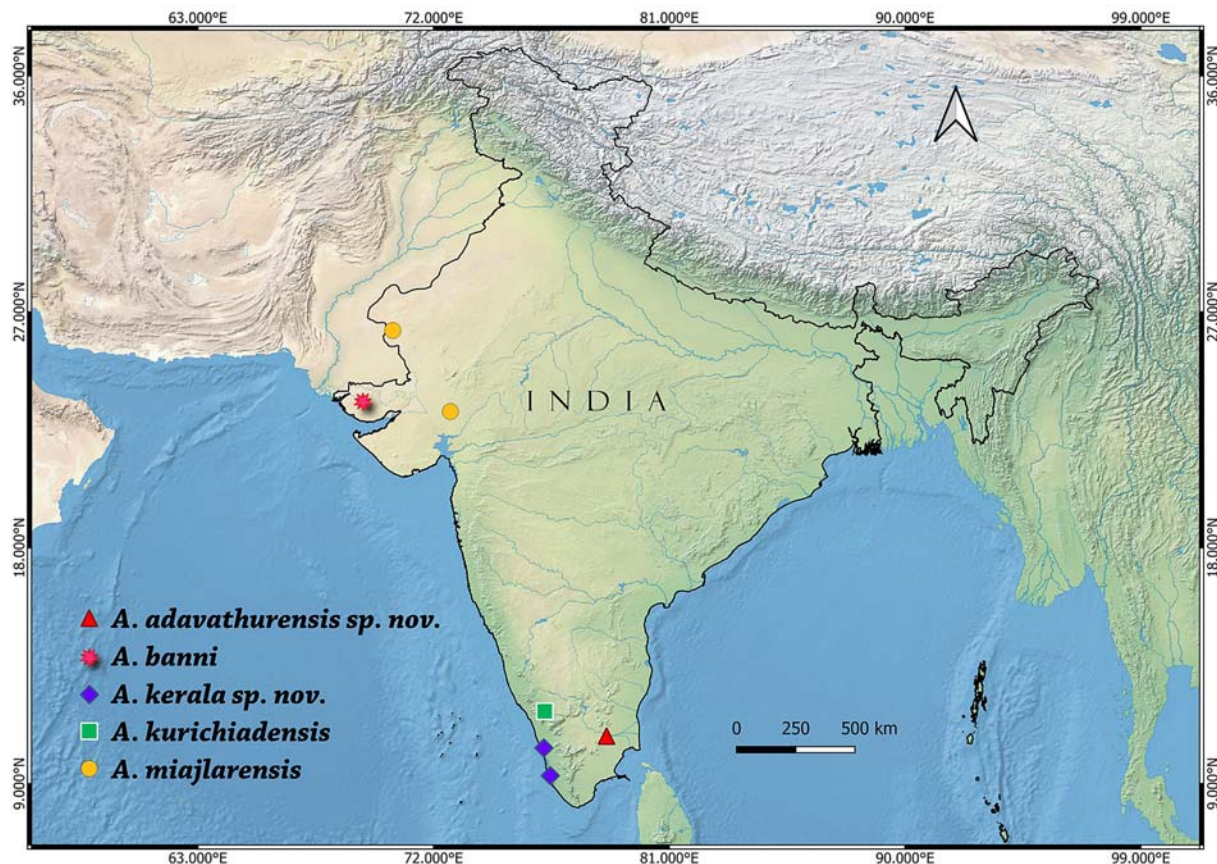 63.000°E 72.000°E 81.000°E 90.000°E 99.000°E
36.000°N 36.000°N
27.000°N 27.000°N
INDIA
18.000°N 18.000°N
A. adavathurensis sp. nov.
A. banni
A. kerala sp. nov.
A. kurichiadensis
A. miajlarensis
0 250 500 km
9.000°N 9.000°N
63.000°E 72.000°E 81.000°E 90.000°E 99.000°E